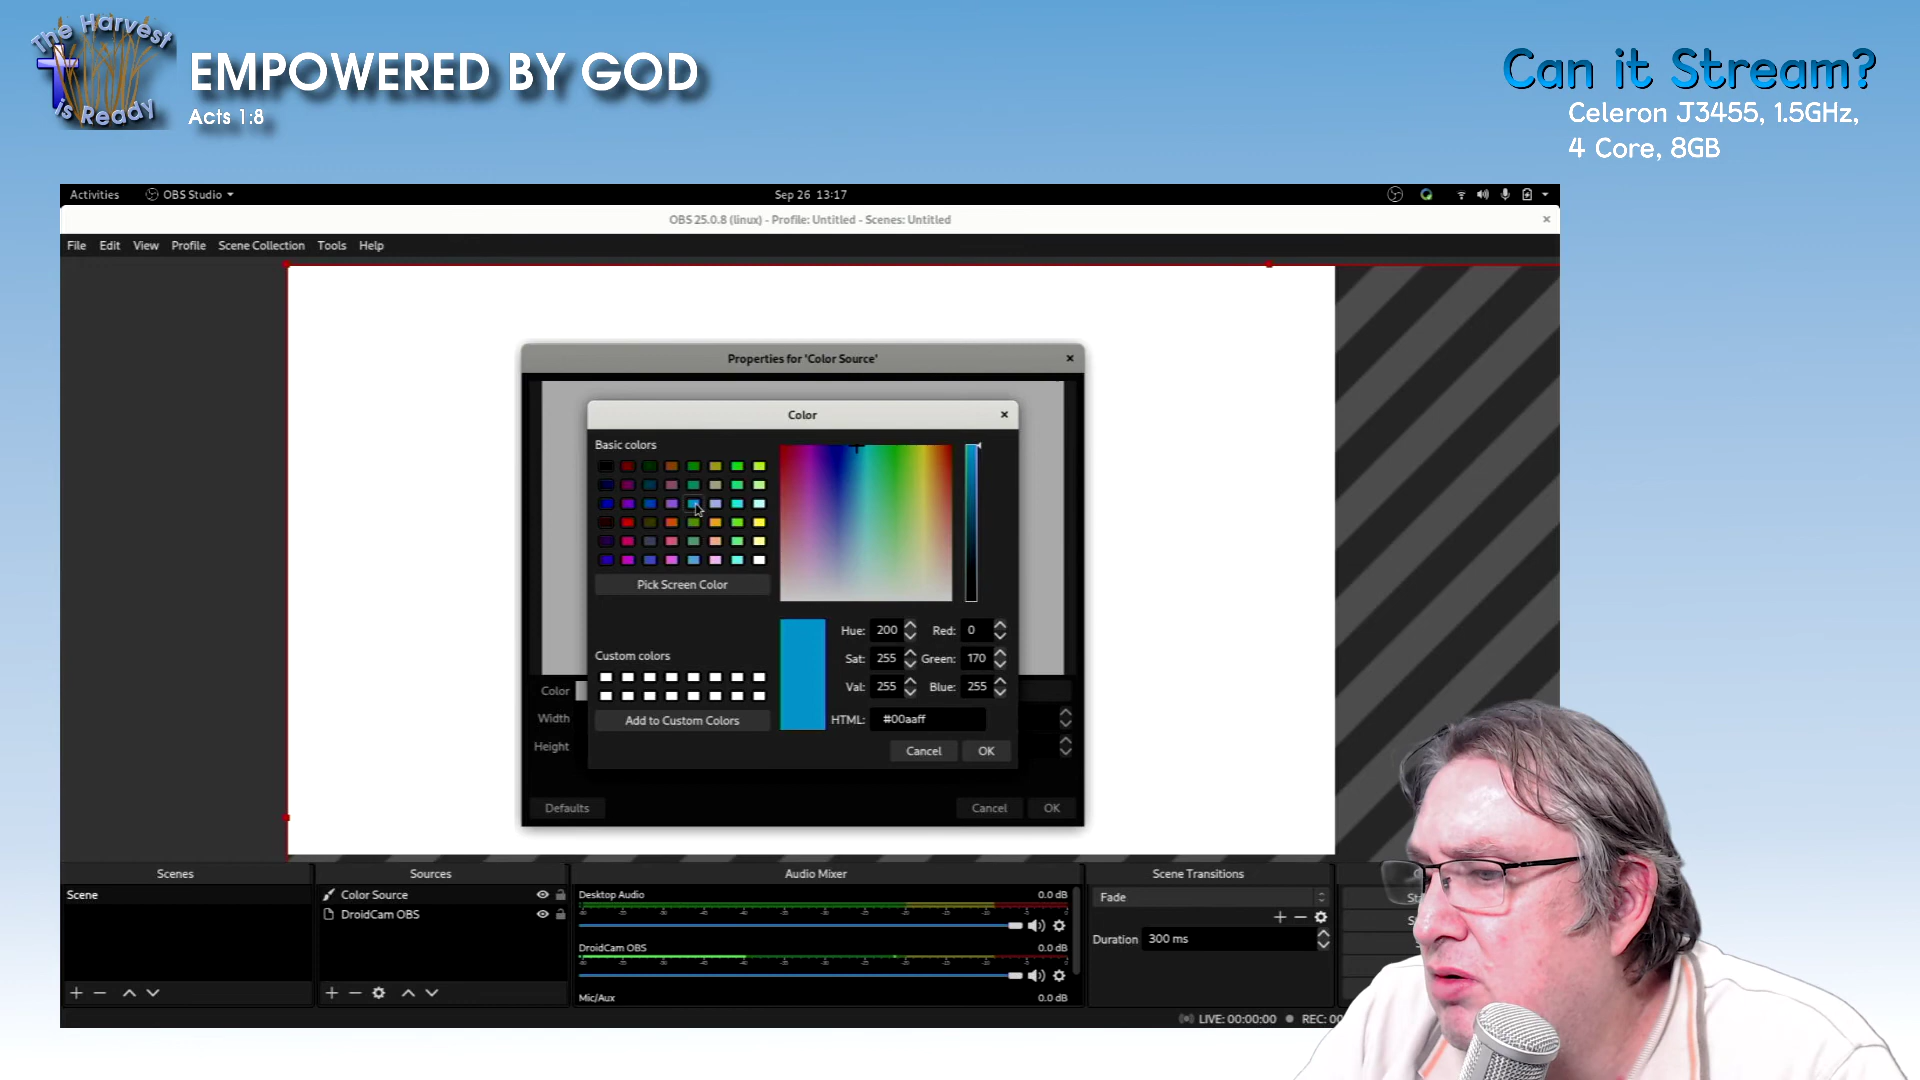 The Harvest
is Ready
EMPOWERED BY GOD
Acts 1:8
Can it Stream?
Celeron J3455, 1.5GHz,
4 Core, 8GB
Activities OBS Studio Sep 26 13:17
OBS 25.0.8 (linux) - Profile: Untitled - Scenes: Untitled
File Edit View Profile Scene Collection Tools Help
Properties for 'Color Source'
Color
Basic colors
Pick Screen Color
Hue: 200 Red: 0
Custom colors Sat: 255 Green: 170
Val: 255 Blue: 255
Add to Custom Colors HTML: #00aaff
Cancel OK
Color
Width
Height
Defaults Cancel OK
Scenes Sources Audio Mixer Scene Transitions
Scene Color Source Desktop Audio 0.0 dB Fade
DroidCam OBS
Duration 300 ms
DroidCam OBS 0.0 dB
Mic/Aux 0.0 dB
LIVE: 00:00:00 REC: 00